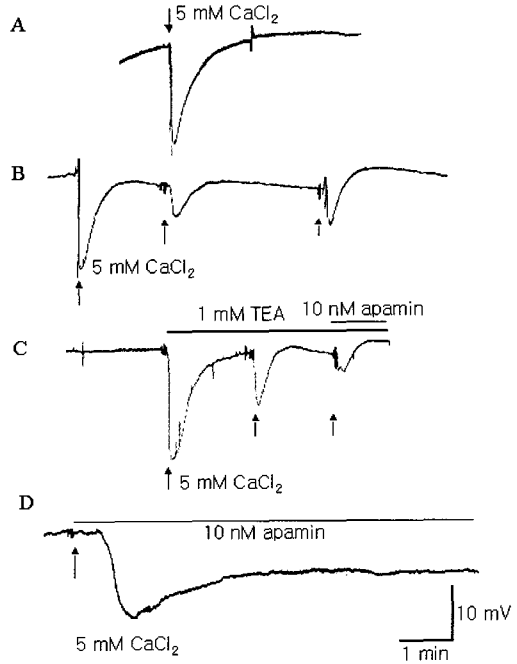 A
5 mM CaCl2
B
5 mM CaCl2
1 mM TEA 10 nM apamin
C
5 mM CaCl2
D
10 nM apamin
5 mM CaCl2
10 mV
1 min